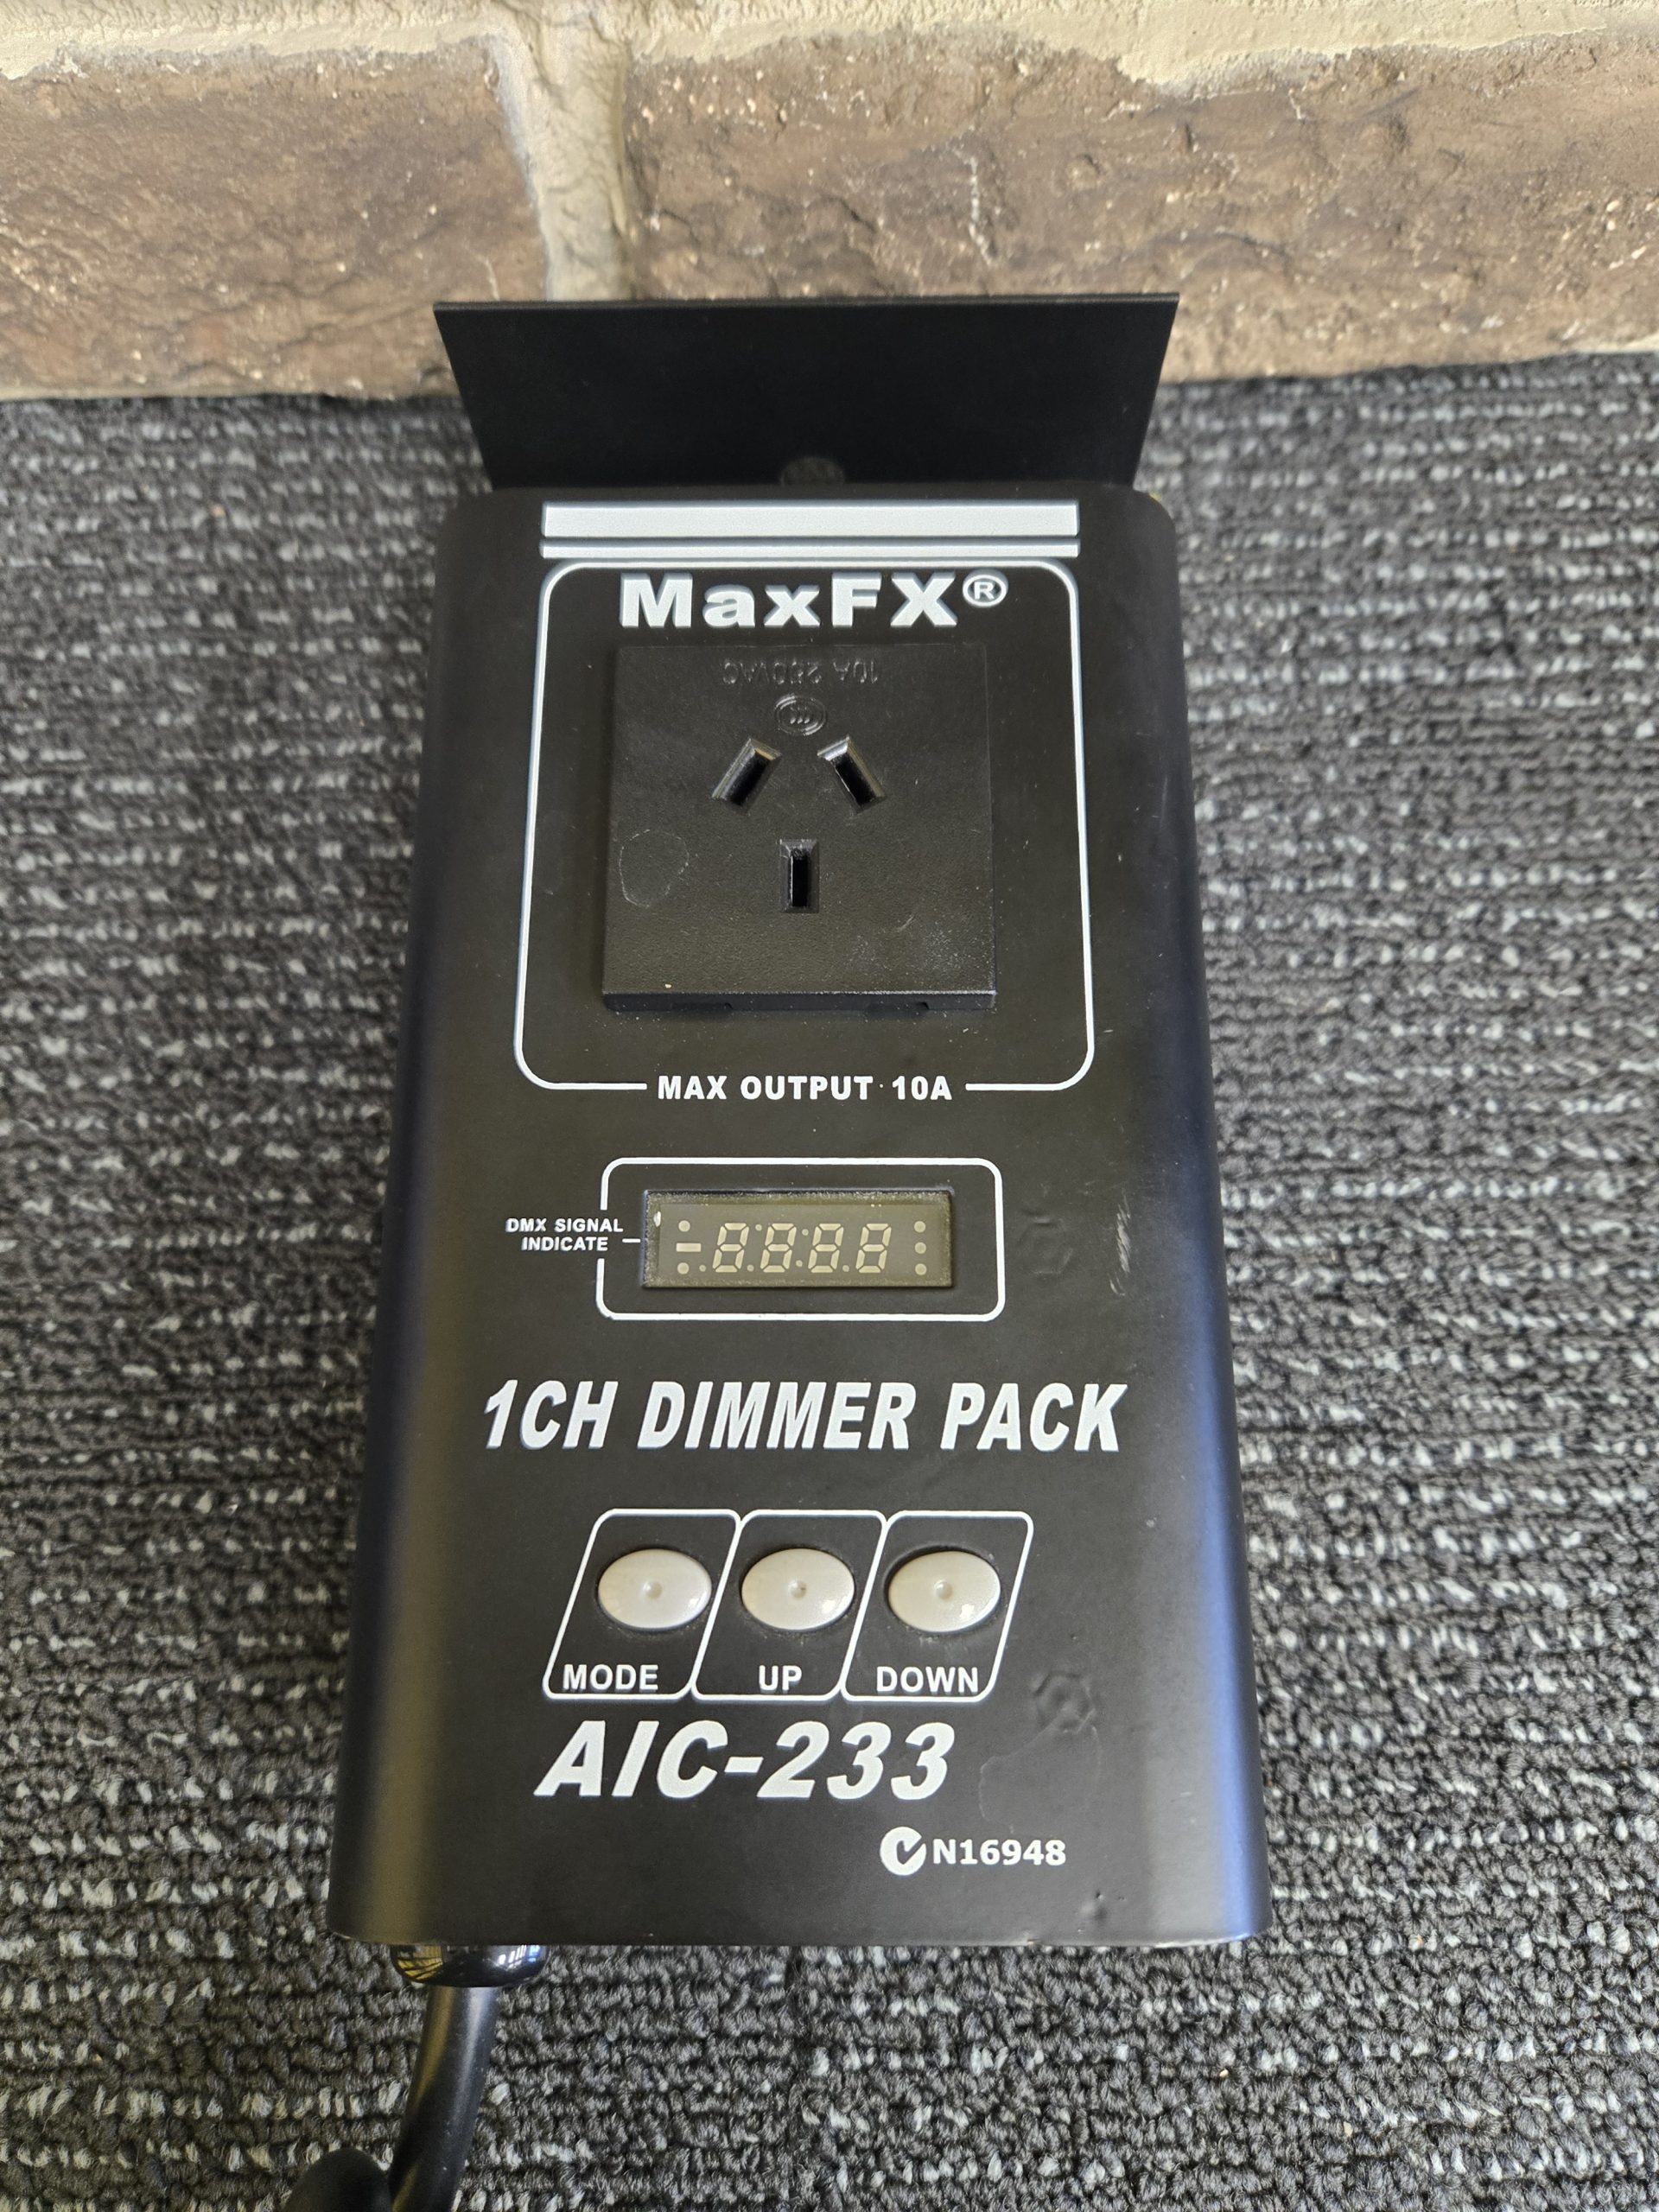 MaxFX®
10A 250VAC
MAX OUTPUT 10A
DMX SIGNAL
INDICATE
1CH DIMMER PACK
MODE UP DOWN
AIC-233
N16948